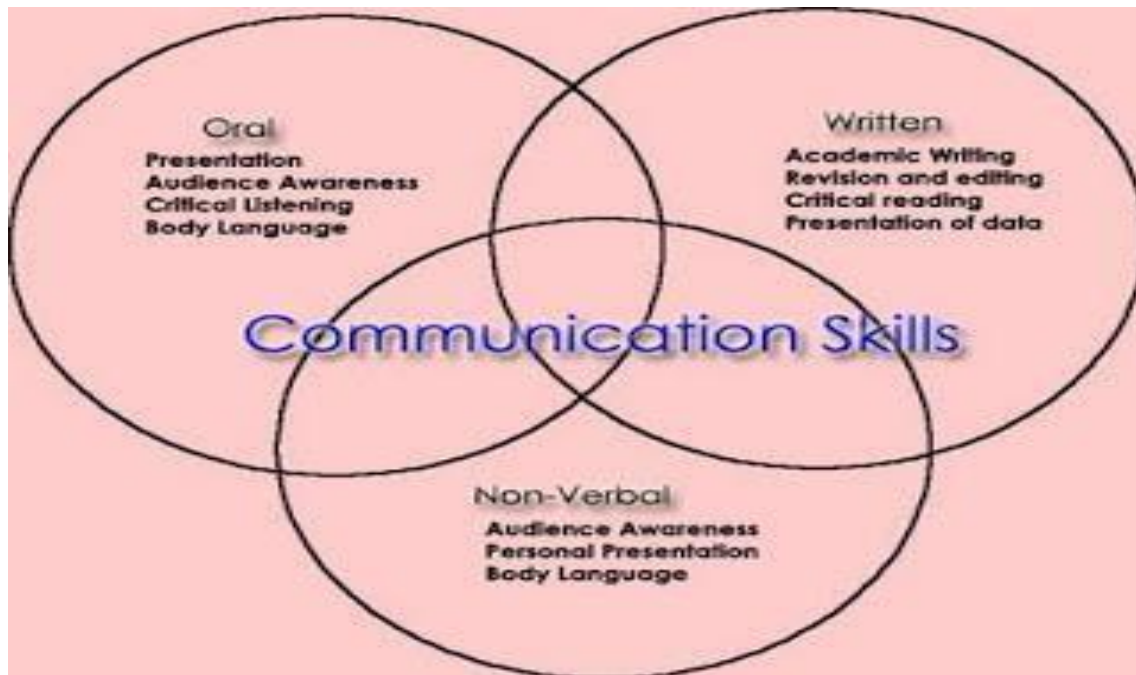 Oral
Presentation
Audience Awareness
Critical Listening
Body Language
Written
Academic Writing
Revision and editing
Critical reading
Presentation of data
Communication Skills
Non-Verbal
Audience Awareness
Personal Presentation
Body Language